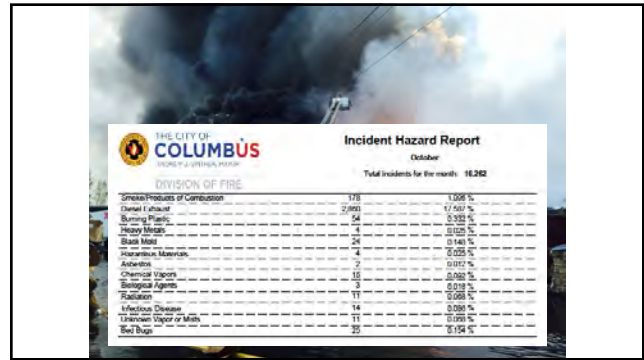 THE CITY OF
COLUMBUS
ANDREW J. GINTHER, MAYOR
DIVISION OF FIRE
Incident Hazard Report
October
Total incidents for the month: 16,262
Smoke/Products of Combustion 178 1.095 %
Diesel Exhaust 2,860 17.587 %
Burning Plastic 54 0.332 %
Heavy Metals 4 0.025 %
Black Mold 24 0.148 %
Hazardous Materials 4 0.025 %
Asbestos 2 0.012 %
Chemical Vapors 15 0.092 %
Biological Agents 3 0.018 %
Radiation 11 0.068 %
Infectious Disease 14 0.086 %
Unknown Vapor or Mists 11 0.068 %
Bed Bugs 25 0.154 %